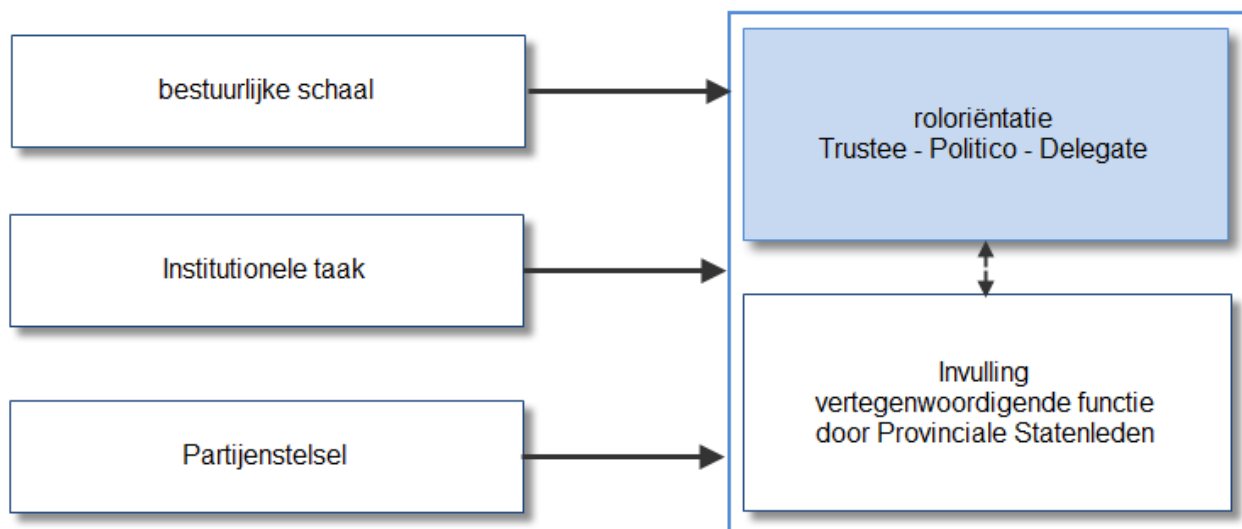 bestuurlijke schaal
Institutionele taak
Partijenstelsel
roloriëntatie
Trustee - Politico - Delegate
Invulling
vertegenwoordigende functie
door Provinciale Statenleden